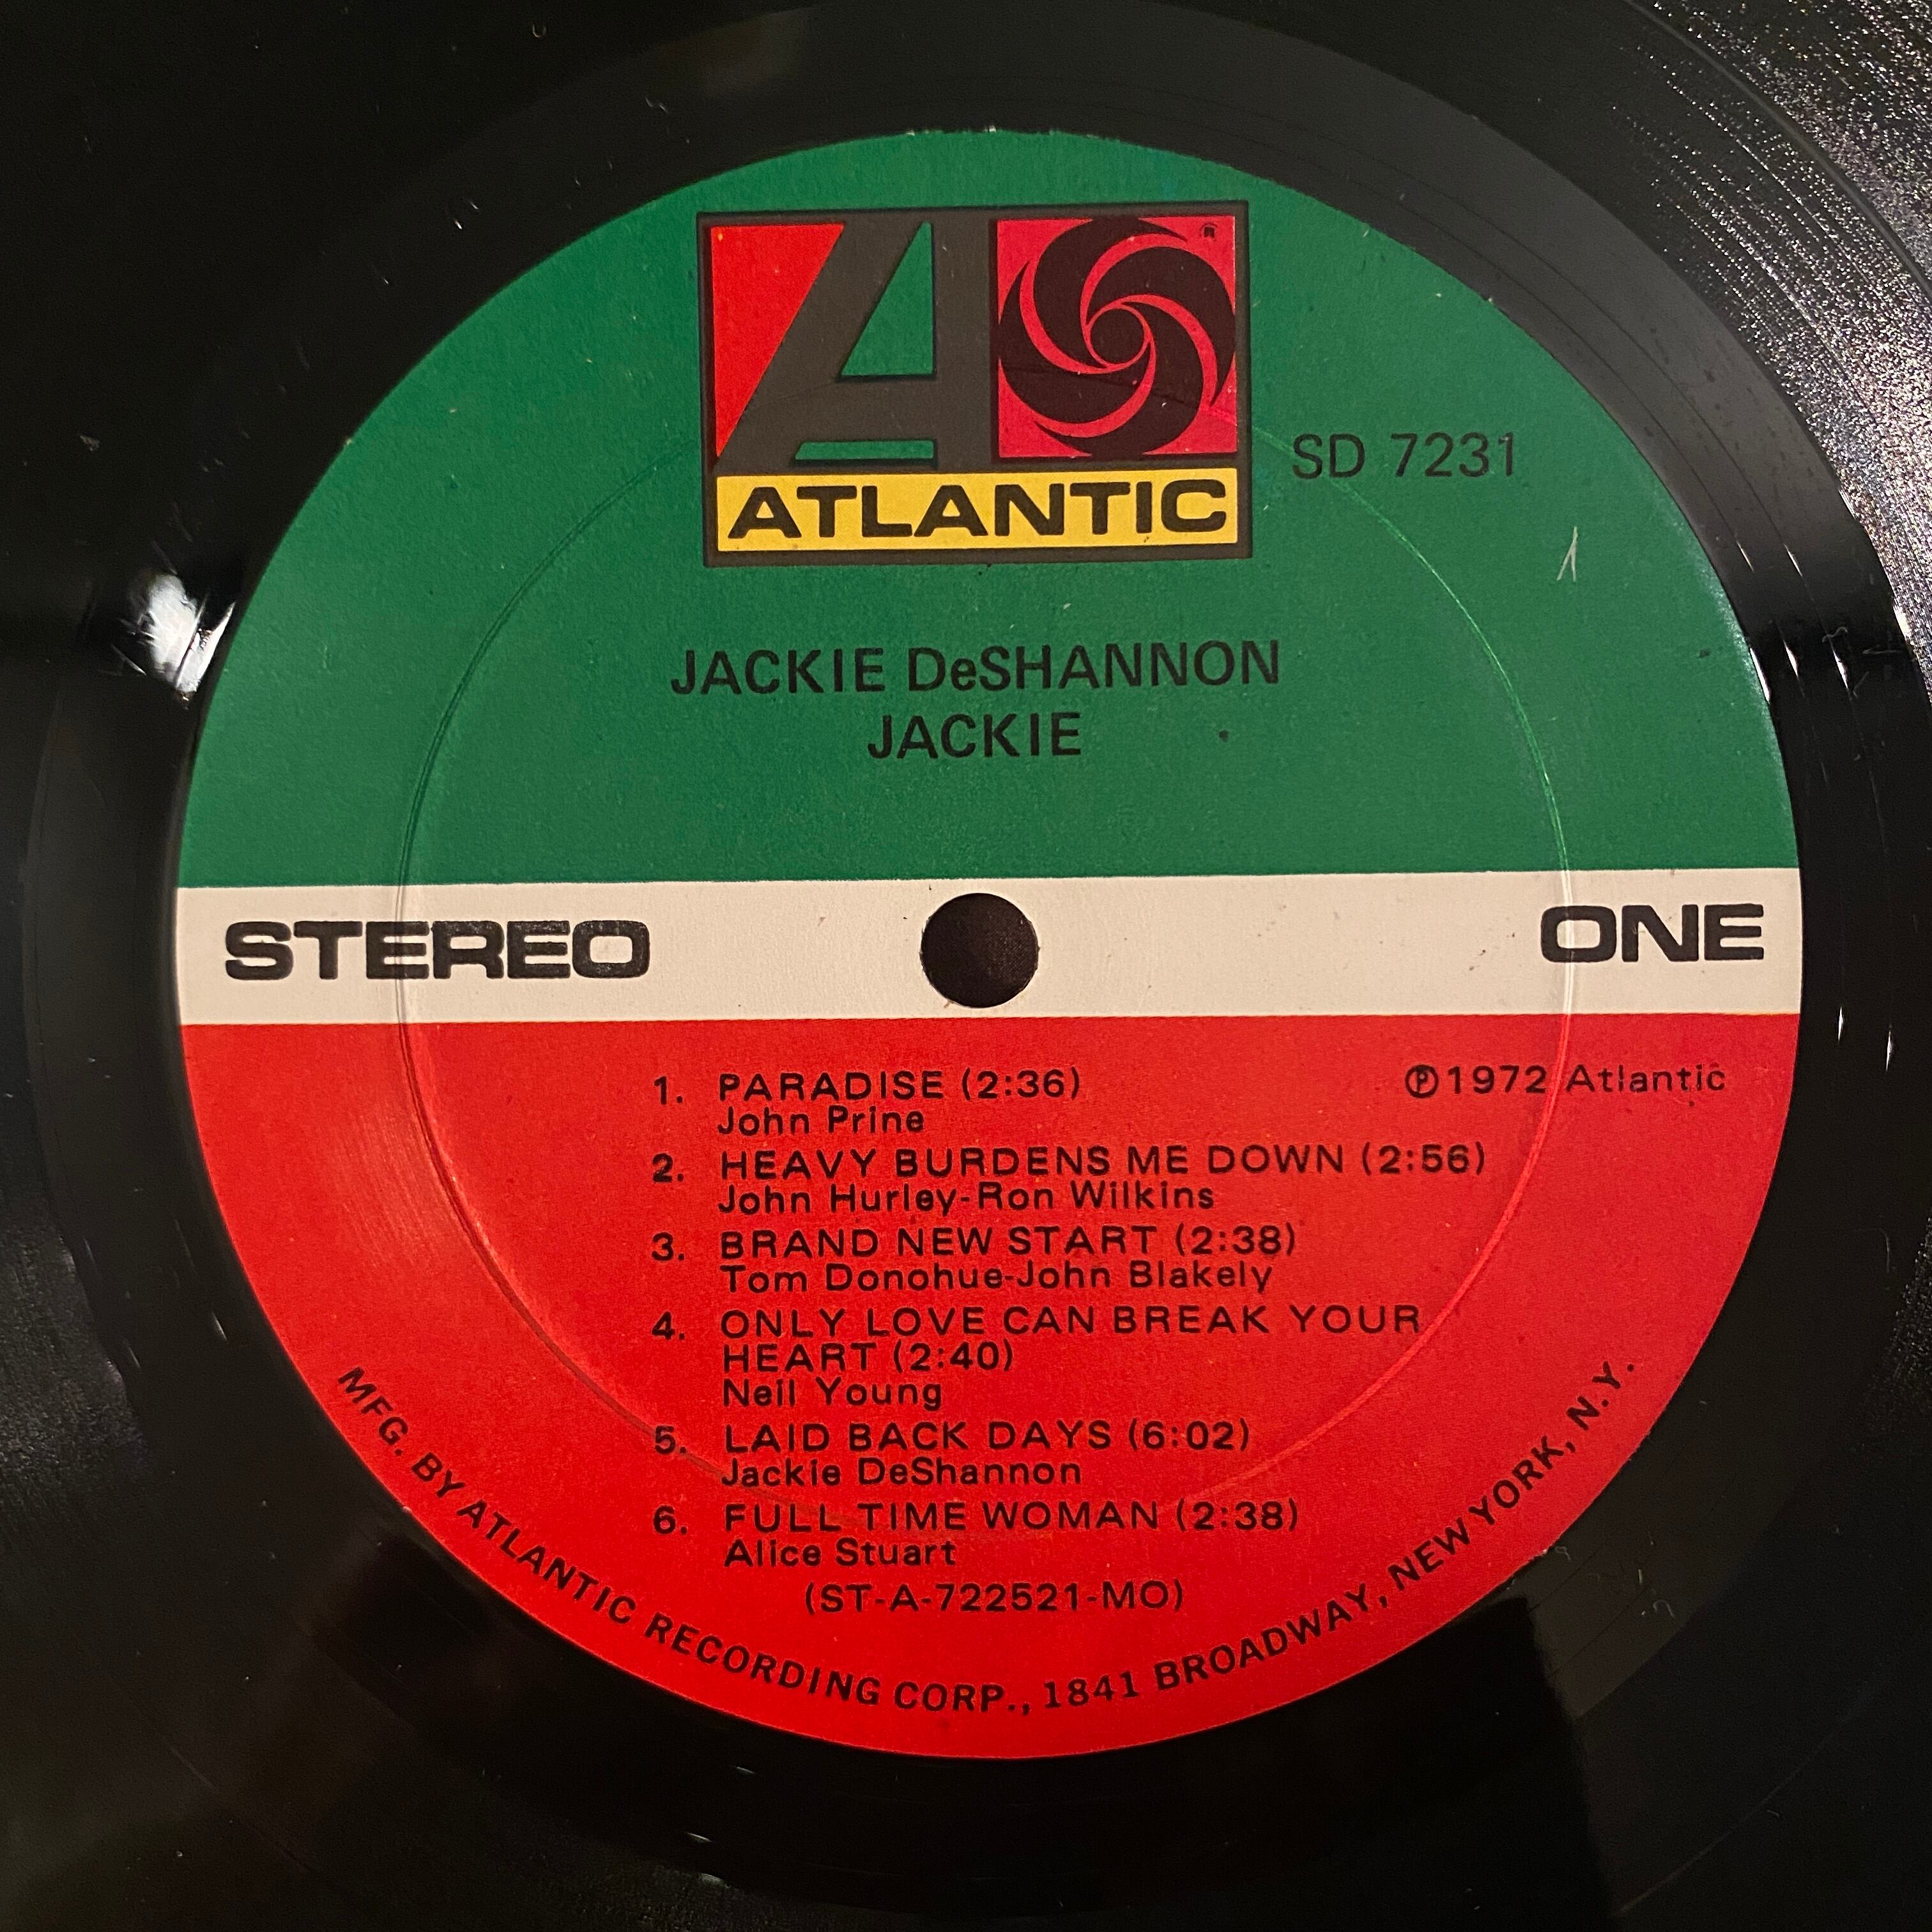 ATLANTIC
®
SD 7231
JACKIE DeSHANNON
JACKIE
STEREO
ONE
℗1972 Atlantic
1. PARADISE (2:36)
John Prine
2. HEAVY BURDENS ME DOWN (2:56)
John Hurley-Ron Wilkins
3. BRAND NEW START (2:38)
Tom Donohue-John Blakely
4. ONLY LOVE CAN BREAK YOUR
HEART (2:40)
Neil Young
5. LAID BACK DAYS (6:02)
Jackie DeShannon
6. FULL TIME WOMAN (2:38)
Alice Stuart
(ST-A-722521-MO)
MFG. BY ATLANTIC RECORDING CORP., 1841 BROADWAY, NEW YORK, N.Y.